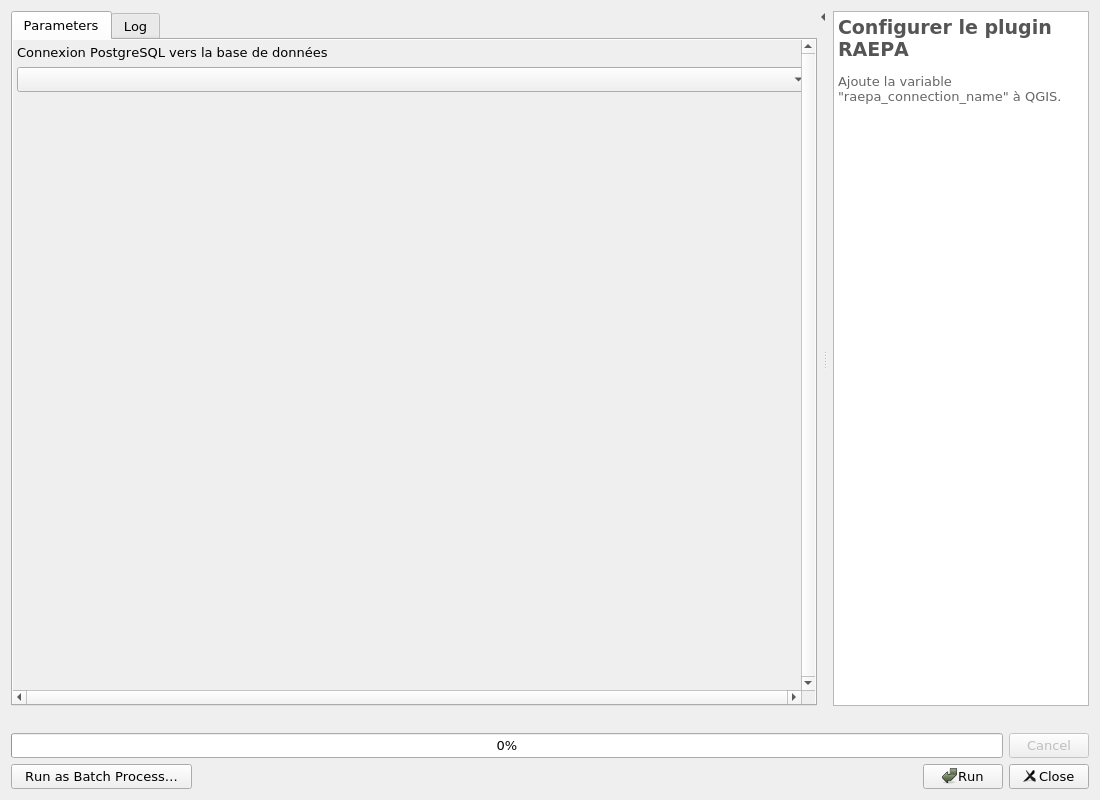 Parameters
Log
Connexion PostgreSQL vers la base de données
Configurer le plugin
RAEPA
Ajoute la variable
"raepa_connection_name" à QGIS.
0%
Cancel
Run as Batch Process...
Run
Close